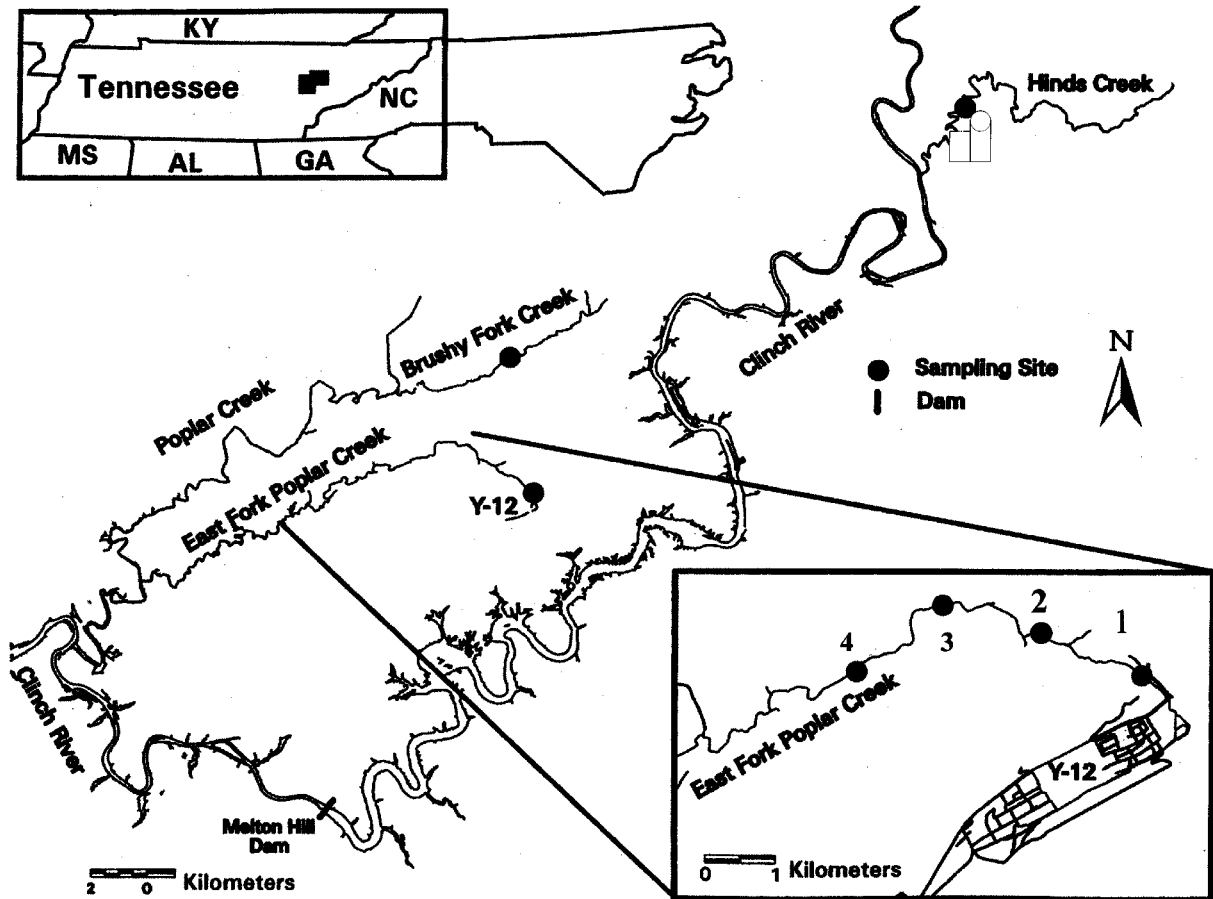 KY
Tennessee
NC
MS
AL
GA
Hinds Creek
Clinch River
Sampling Site
Dam
N
Brushy Fork Creek
Poplar Creek
East Fork Poplar Creek
Y-12
Clinch River
Melton Hill
Dam
2 0 Kilometers
1
2
3
4
East Fork Poplar Creek
Y-12
0 1 Kilometers